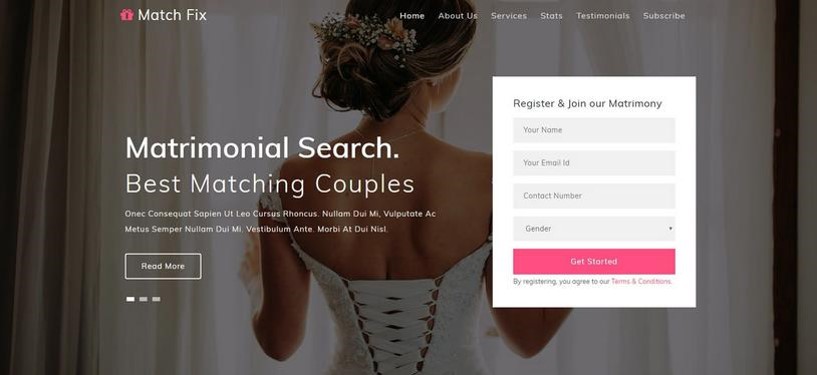 Match Fix
Home About Us Services Stats Testimonials Subscribe
Matrimonial Search.
Best Matching Couples
Onec Consequat Sapien Ut Leo Cursus Rhoncus. Nullam Dui Mi, Vulputate Ac
Metus Semper Nullam Dui Mi. Vestibulum Ante. Morbi At Dui Nisl.
Read More
Register & Join our Matrimony
Your Name
Your Email Id
Contact Number
Gender
Get Started
By registering, you agree to our Terms & Conditions.